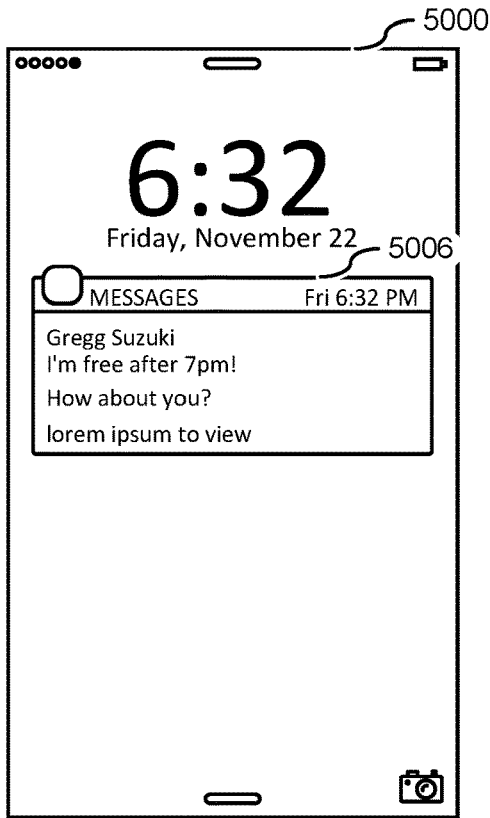 5000
6:32
Friday, November 22
5006
MESSAGES Fri 6:32 PM
Gregg Suzuki
I'm free after 7pm!
How about you?
lorem ipsum to view